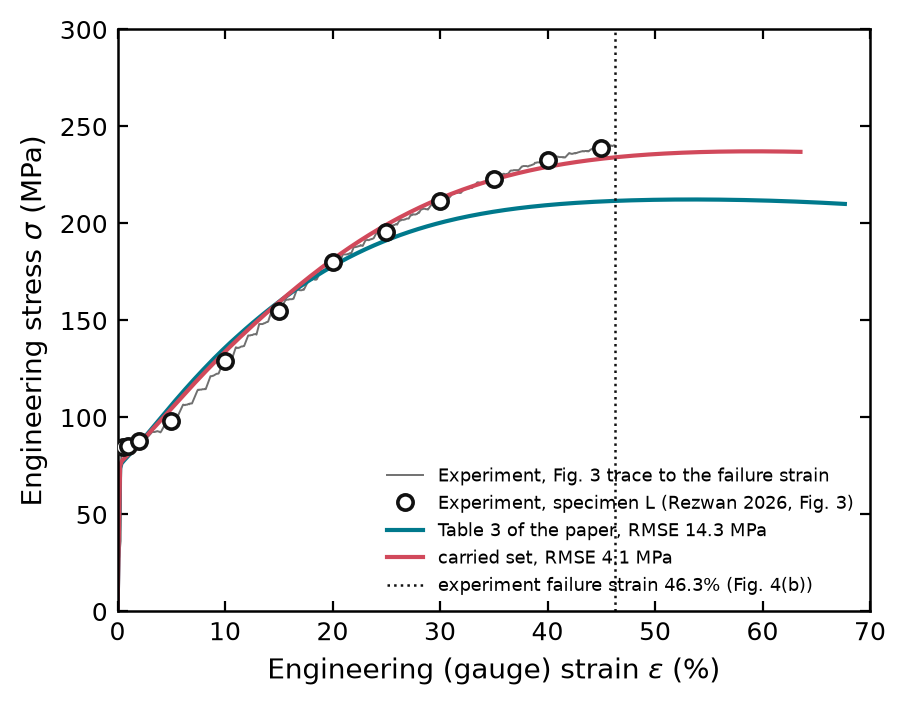 300
250
200
150
100
50
0
Engineering stress σ (MPa)
Experiment, Fig. 3 trace to the failure strain
Experiment, specimen L (Rezwan 2026, Fig. 3)
Table 3 of the paper, RMSE 14.3 MPa
carried set, RMSE 4.1 MPa
experiment failure strain 46.3% (Fig. 4(b))
0 10 20 30 40 50 60 70
Engineering (gauge) strain ε (%)